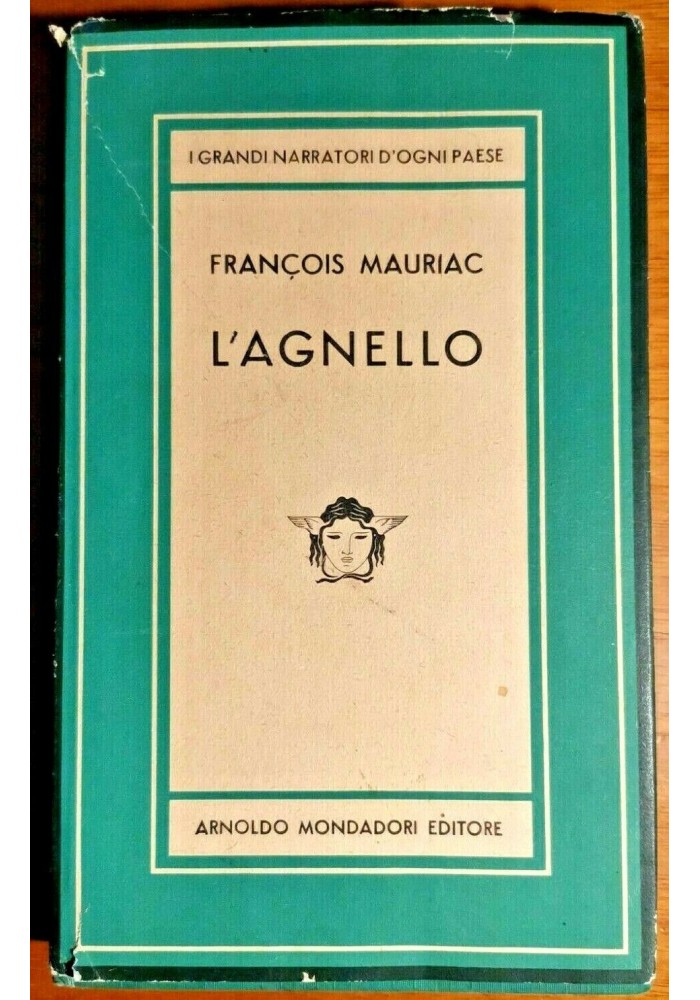 I GRANDI NARRATORI D'OGNI PAESE
FRANÇOIS MAURIAC
L'AGNELLO
ARNOLDO MONDADORI EDITORE